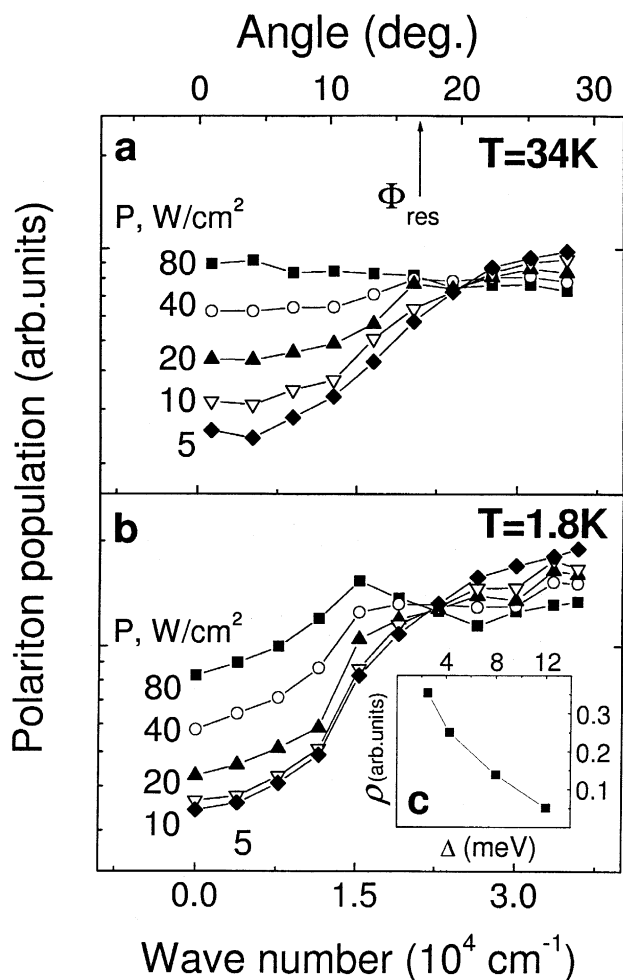 Angle (deg.)
0 10 20 30
a
T=34K
Φres
P, W/cm²
80
40
20
10
5
Polariton population (arb.units)
b
T=1.8K
P, W/cm²
80
40
20
10
5
4 8 12
0.3
0.2
0.1
ρ(arb.units)
c
Δ (meV)
0.0 1.5 3.0
Wave number (10⁴ cm⁻¹)